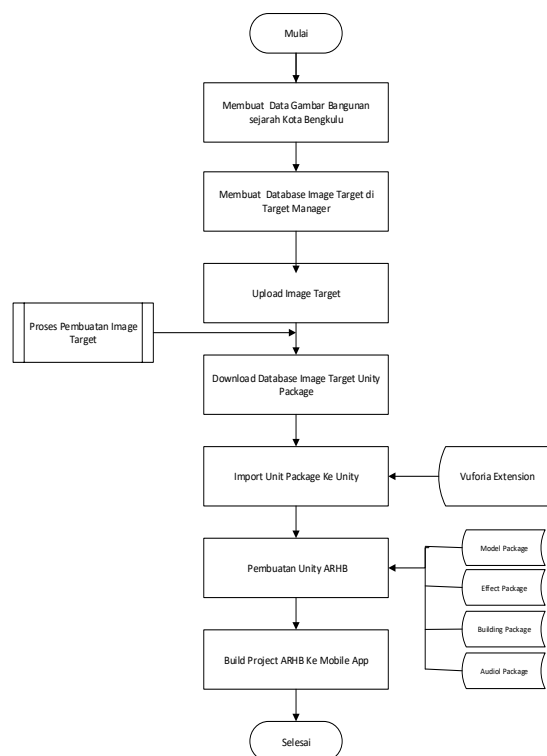 Mulai
Membuat Data Gambar Bangunan
sejarah Kota Bengkulu
Membuat Database Image Target di
Target Manager
Upload Image Target
Proses Pembuatan Image
Target
Download Database Image Target Unity
Package
Import Unit Package Ke Unity
Vuforia Extension
Pembuatan Unity ARHB
Model Package
Effect Package
Building Package
Audiol Package
Build Project ARHB Ke Mobile App
Selesai